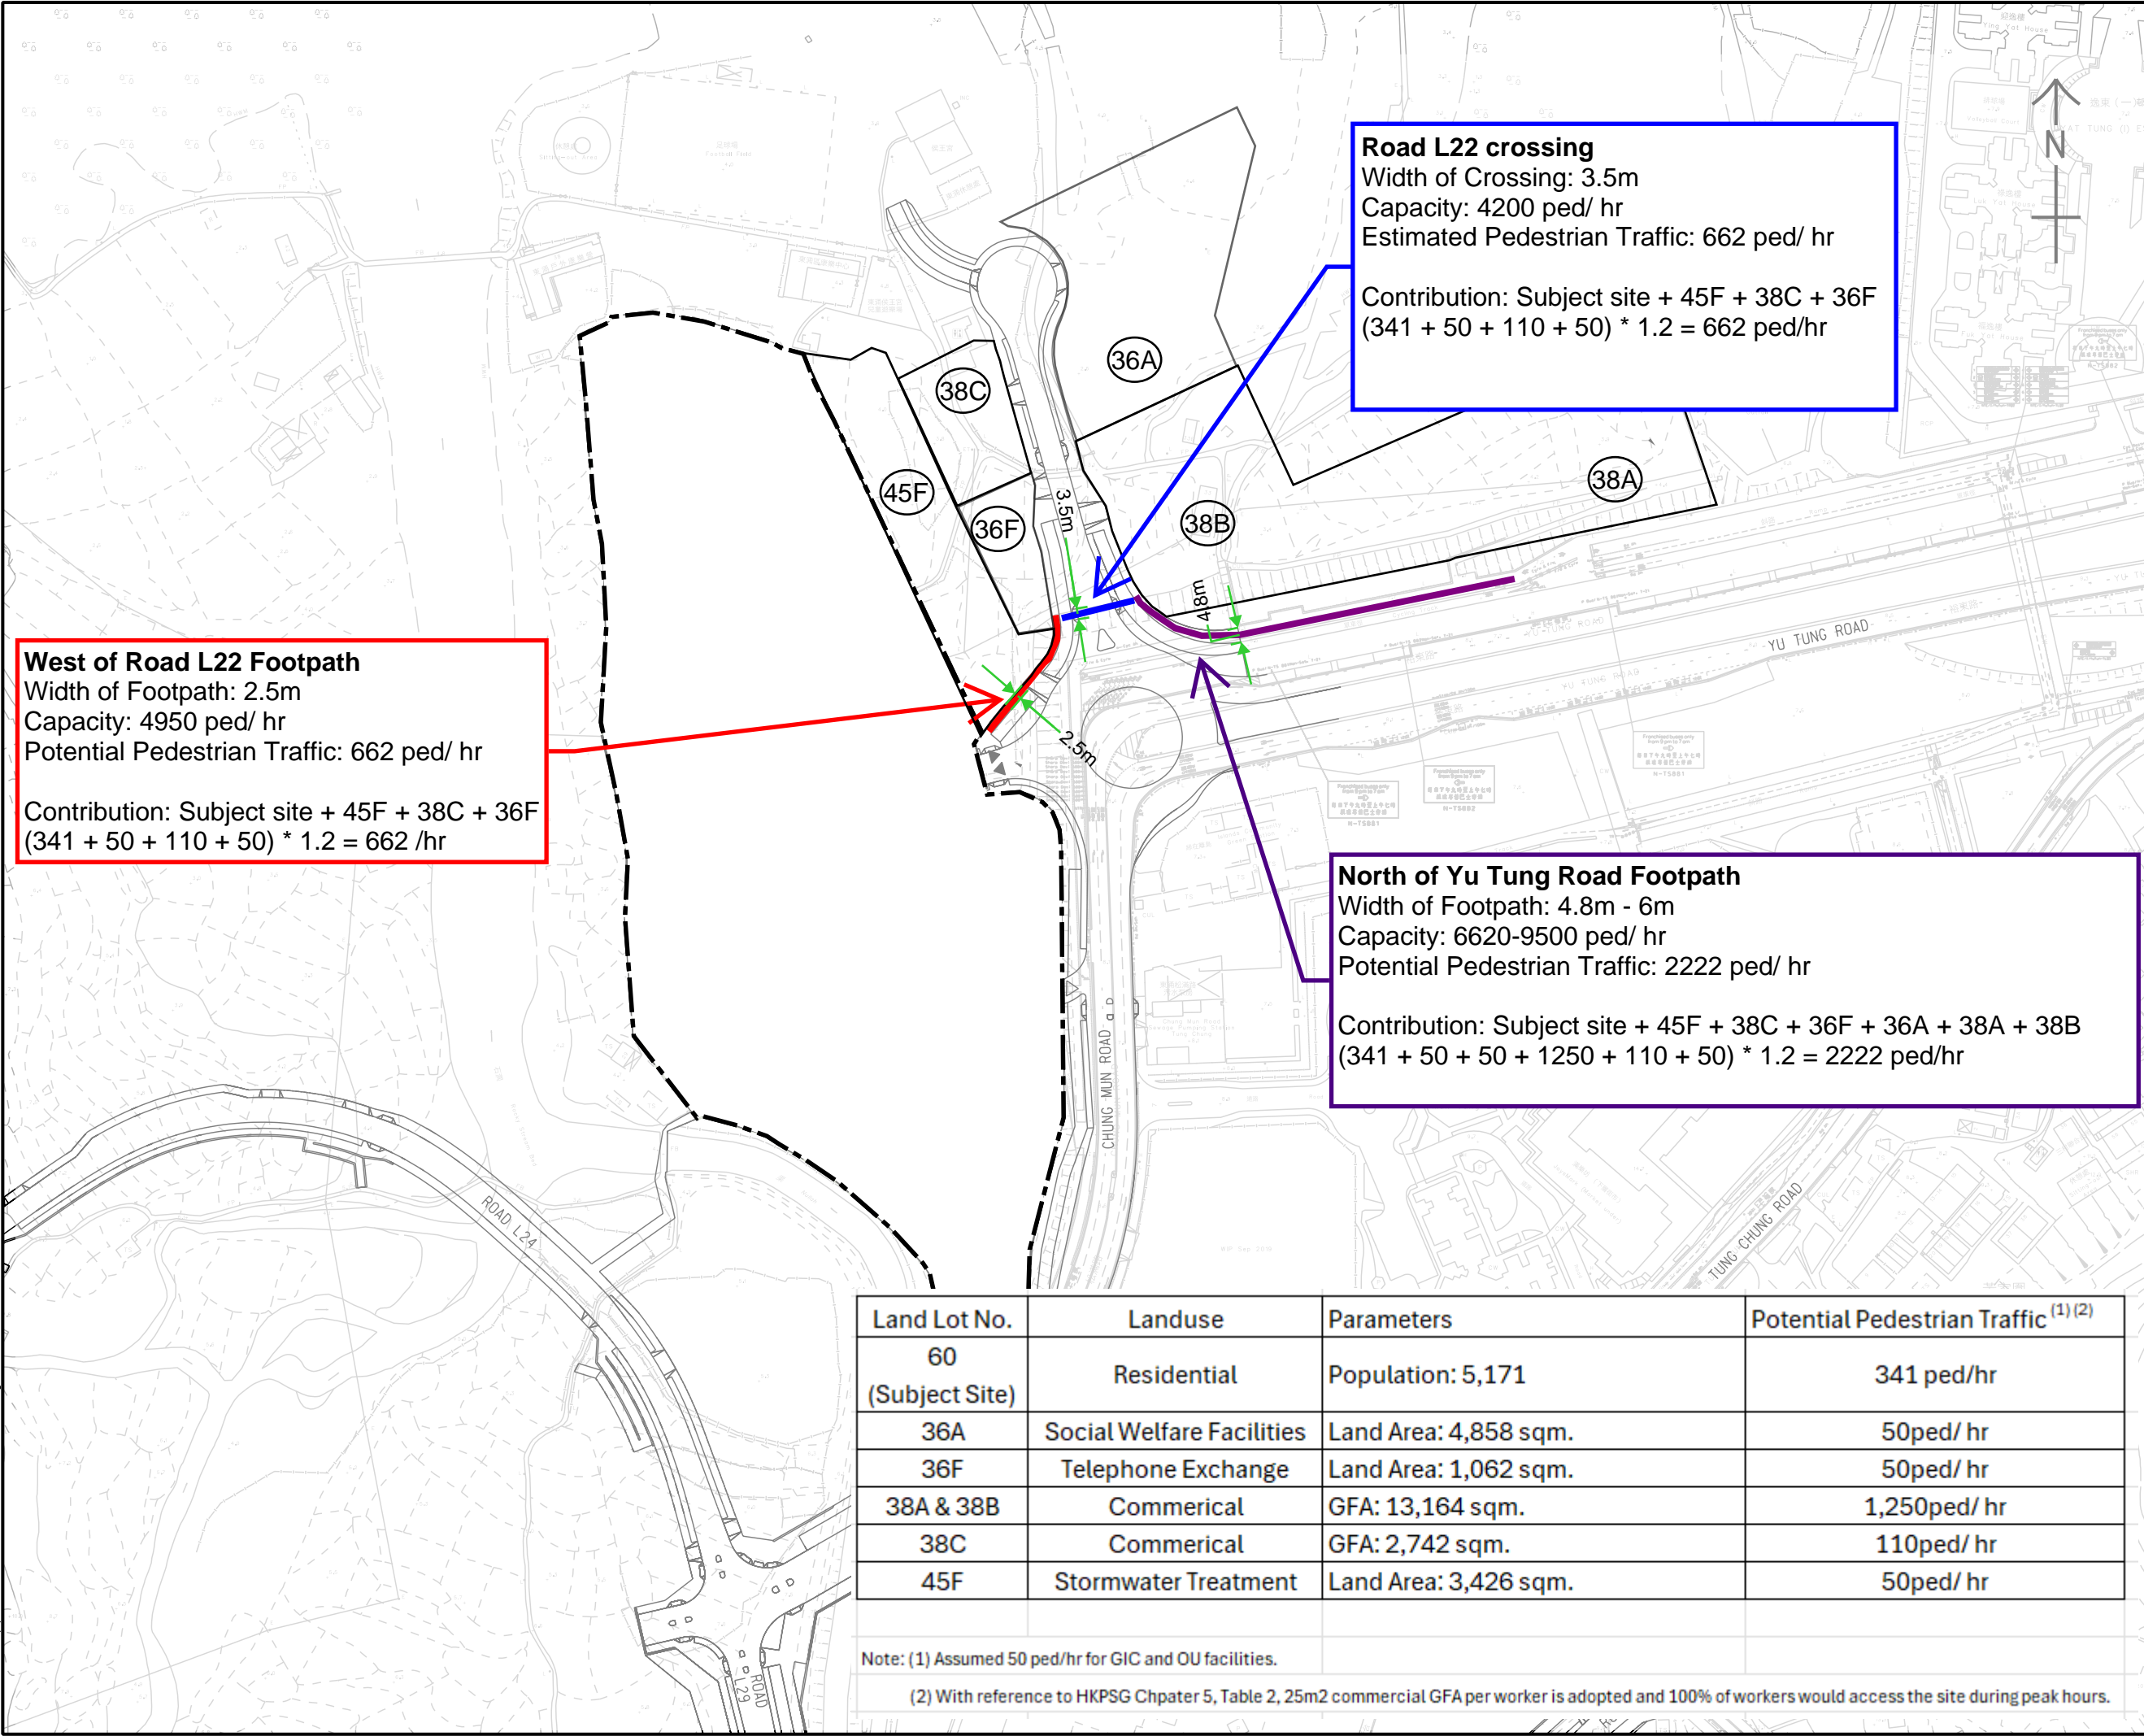 Road L22 crossing
Width of Crossing: 3.5m
Capacity: 4200 ped/ hr
Estimated Pedestrian Traffic: 662 ped/ hr
Contribution: Subject site + 45F + 38C + 36F
(341 + 50 + 110 + 50) * 1.2 = 662 ped/hr
N
36A
38C
45F
36F
38B
38A
3.5m
4.8m
2.5m
West of Road L22 Footpath
Width of Footpath: 2.5m
Capacity: 4950 ped/ hr
Potential Pedestrian Traffic: 662 ped/ hr
Contribution: Subject site + 45F + 38C + 36F
(341 + 50 + 110 + 50) * 1.2 = 662 /hr
YU TUNG ROAD
YU TUNG ROAD
YU TUNG ROAD
North of Yu Tung Road Footpath
Width of Footpath: 4.8m - 6m
Capacity: 6620-9500 ped/ hr
Potential Pedestrian Traffic: 2222 ped/ hr
Contribution: Subject site + 45F + 38C + 36F + 36A + 38A + 38B
(341 + 50 + 50 + 1250 + 110 + 50) * 1.2 = 2222 ped/hr
CHUNG MUN ROAD
ROAD L24
TUNG CHUNG ROAD
ROAD L29
Land Lot No. Landuse Parameters Potential Pedestrian Traffic (1) (2)
60
(Subject Site) Residential Population: 5,171 341 ped/hr
36A Social Welfare Facilities Land Area: 4,858 sqm. 50ped/ hr
36F Telephone Exchange Land Area: 1,062 sqm. 50ped/ hr
38A & 38B Commerical GFA: 13,164 sqm. 1,250ped/ hr
38C Commerical GFA: 2,742 sqm. 110ped/ hr
45F Stormwater Treatment Land Area: 3,426 sqm. 50ped/ hr
Note: (1) Assumed 50 ped/hr for GIC and OU facilities.
(2) With reference to HKPSG Chpater 5, Table 2, 25m2 commercial GFA per worker is adopted and 100% of workers would access the site during peak hours.